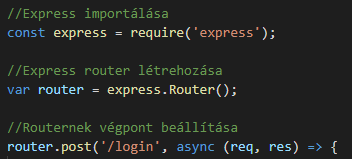 //Express importálása
const express = require('express');
//Express router létrehozása
var router = express.Router();
//Routernek végpont beállítása
router.post('/login', async (req, res) => {